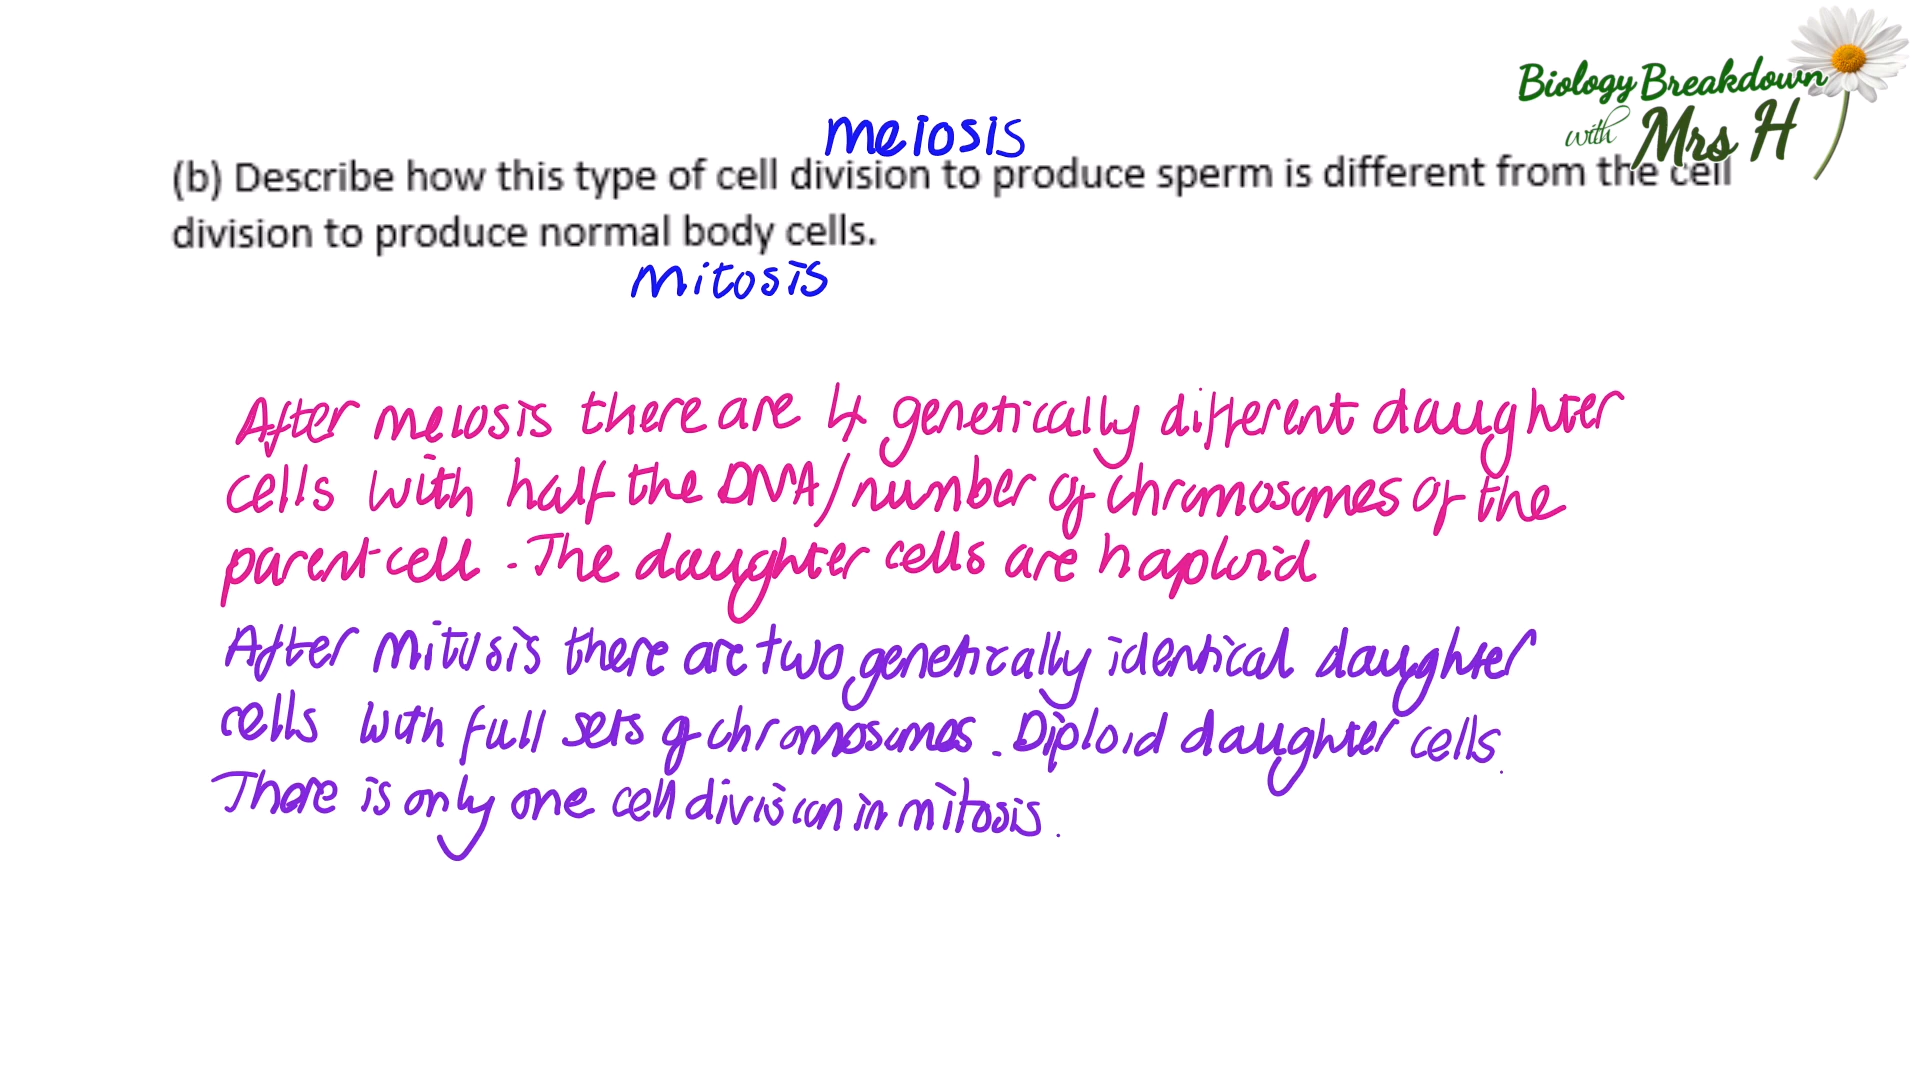 Biology Breakdown
with Mrs H
meiosis
(b) Describe how this type of cell division to produce sperm is different from the cell
division to produce normal body cells.
mitosis
After meiosis there are 4 genetically different daughter
cells with half the DNA/number of chromosomes of the
parent cell. The daughter cells are haploid
After mitosis there are two genetically identical daughter
cells with full sets of chromosomes. Diploid daughter cells.
There is only one cell division in mitosis.